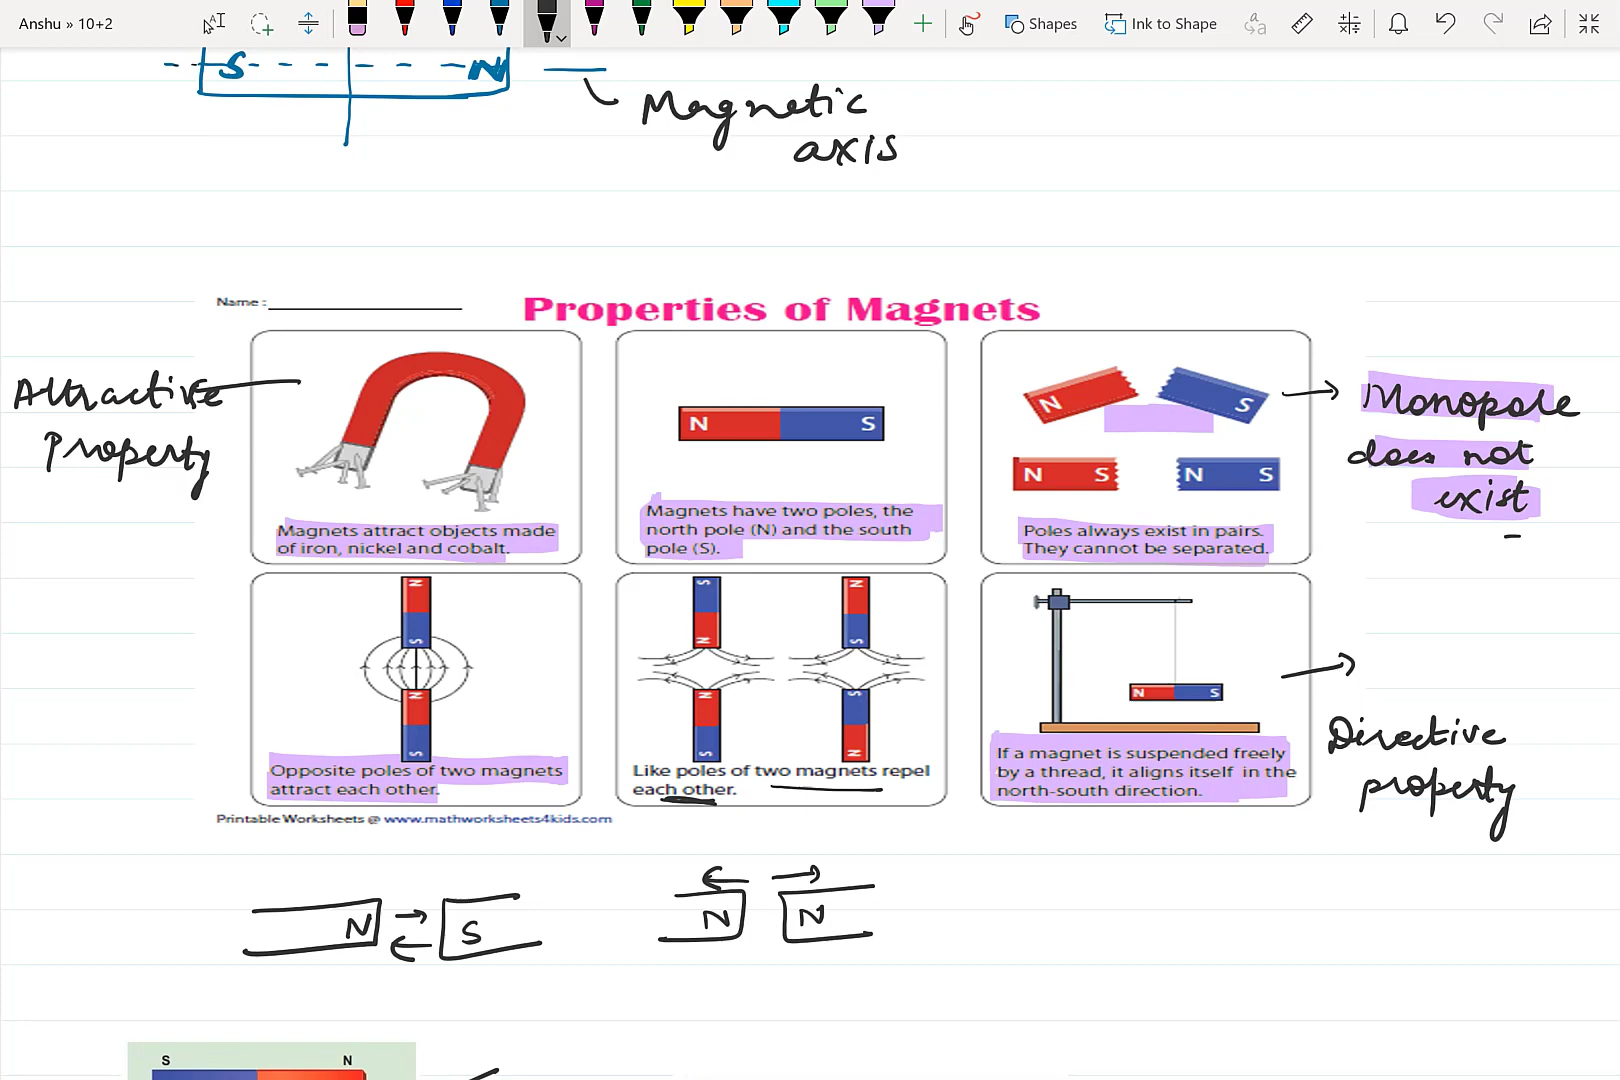 Anshu » 10+2
Shapes
Ink to Shape
S N
Magnetic
axis
Name :
Properties of Magnets
Attractive
Property
N S
N S
N S N S
Monopole
does not
exist
Magnets attract objects made
of iron, nickel and cobalt.
Magnets have two poles, the
north pole (N) and the south
pole (S).
Poles always exist in pairs.
They cannot be separated.
N
S
N
S
S
N
N
S
N
S
S
N
N S
Opposite poles of two magnets
attract each other.
Like poles of two magnets repel
each other.
If a magnet is suspended freely
by a thread, it aligns itself in the
north-south direction.
Directive
property
Printable Worksheets @ www.mathworksheets4kids.com
N S
N N
S N